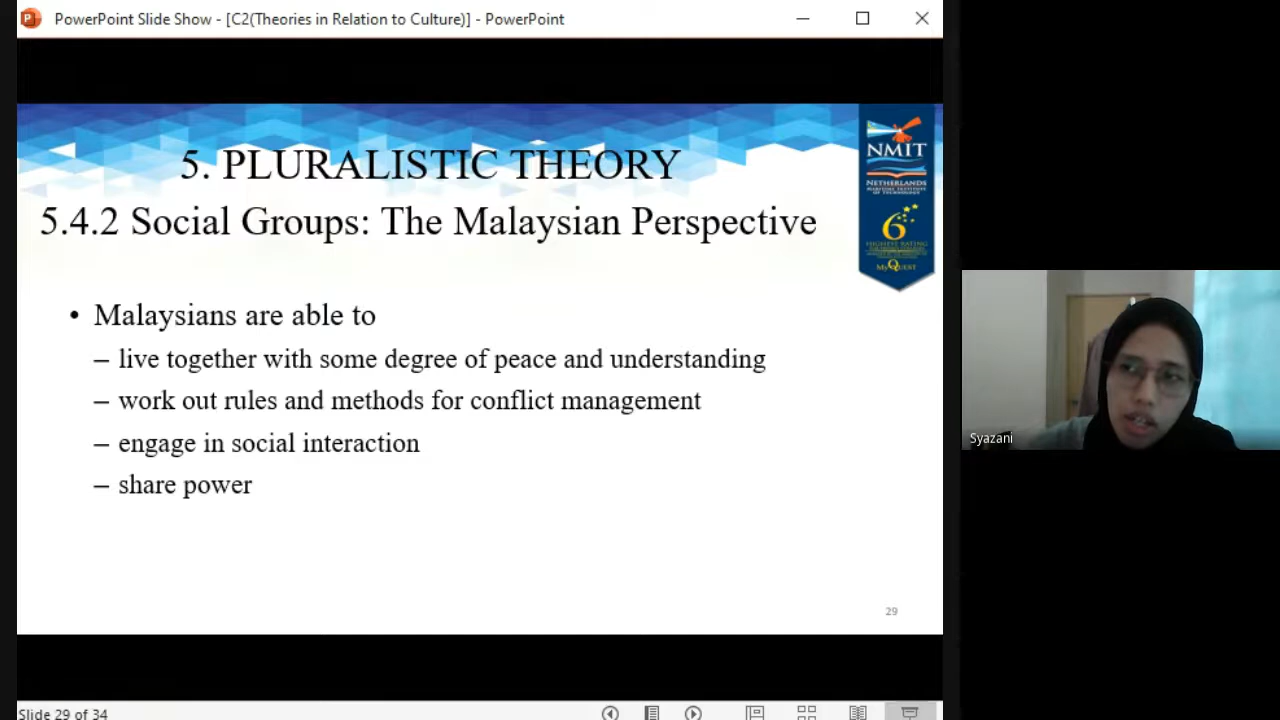 PowerPoint Slide Show - [C2(Theories in Relation to Culture)] - PowerPoint
NMIT
NETHERLANDS
MARITIME INSTITUTE
OF TECHNOLOGY
6
HIGHEST RATING
5. PLURALISTIC THEORY
5.4.2 Social Groups: The Malaysian Perspective
• Malaysians are able to
– live together with some degree of peace and understanding
– work out rules and methods for conflict management
– engage in social interaction
– share power
29
Syazani
Slide 29 of 34